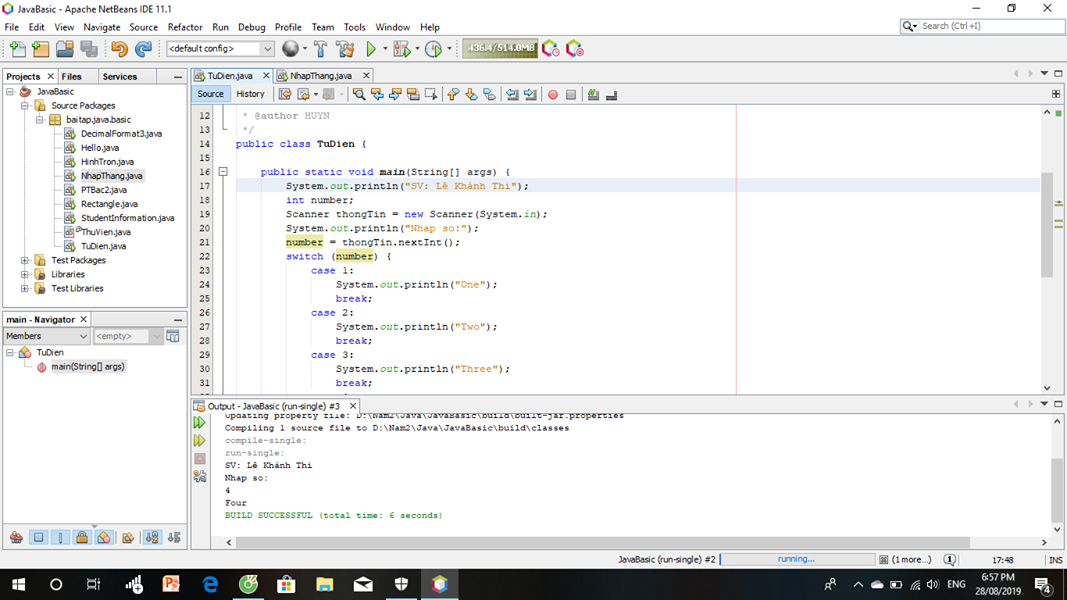 JavaBasic - Apache NetBeans IDE 11.1
File Edit View Navigate Source Refactor Run Debug Profile Team Tools Window Help
Search (Ctrl+I)
<default config>
436.4/514.0MB
Projects Files Services
TuDien.java NhapThang.java
Source History
JavaBasic
Source Packages
baitap.java.basic
DecimalFormat3.java
Hello.java
HinhTron.java
NhapThang.java
PTBac2.java
Rectangle.java
StudentInformation.java
ThuVien.java
TuDien.java
Test Packages
Libraries
Test Libraries
12 * @author HUYN
13 */
14 public class TuDien {
15
16 public static void main(String[] args) {
17 System.out.println("SV: Lê Khánh Thi");
18 int number;
19 Scanner thongTin = new Scanner(System.in);
20 System.out.println("Nhap so:");
21 number = thongTin.nextInt();
22 switch (number) {
23 case 1:
24 System.out.println("One");
25 break;
26 case 2:
27 System.out.println("Two");
28 break;
29 case 3:
30 System.out.println("Three");
31 break;
main - Navigator
Members <empty>
TuDien
main(String[] args)
Output - JavaBasic (run-single) #3
Updating property file: D:\Nam2\Java\JavaBasic\build\built-jar.properties
Compiling 1 source file to D:\Nam2\Java\JavaBasic\build\classes
compile-single:
run-single:
SV: Lê Khánh Thi
Nhap so:
4
Four
BUILD SUCCESSFUL (total time: 6 seconds)
JavaBasic (run-single) #2 running... (1 more...) 1 17:48 INS
ENG 6:57 PM
28/08/2019 4